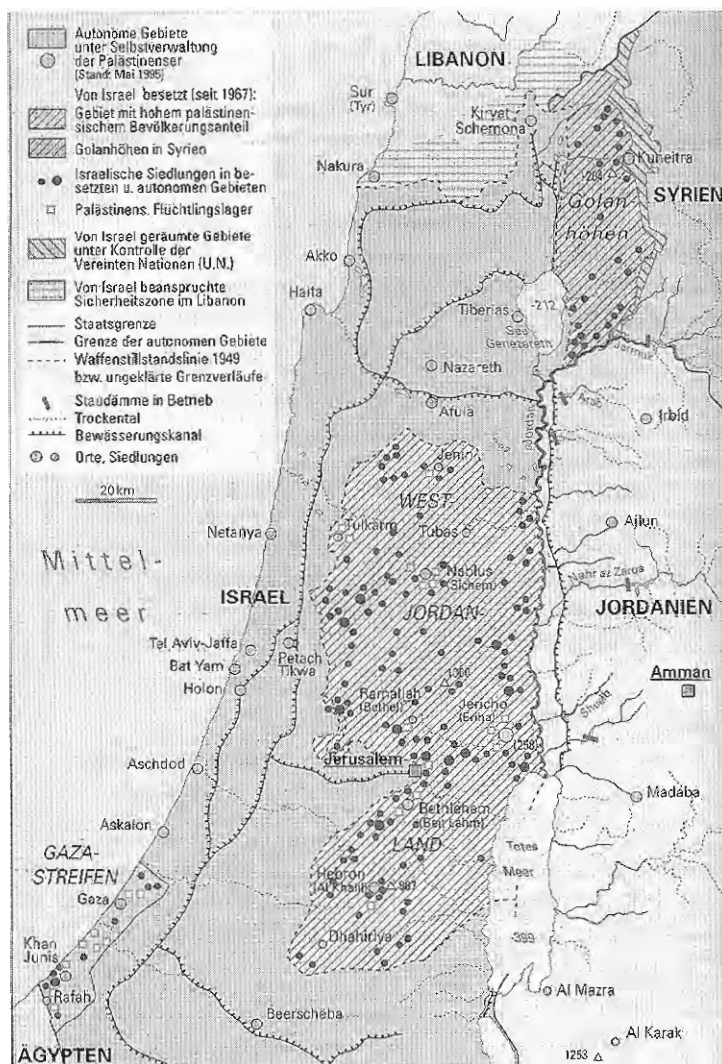 Autonome Gebiete
unter Selbstverwaltung
der Palästinenser
(Stand: Mai 1995)
Von Israel besetzt (seit 1967):
Gebiet mit hohem palästinen-
sischem Bevölkerungsanteil
Golanhöhen in Syrien
Israelische Siedlungen in be-
setzten u. autonomen Gebieten
Palästinens. Flüchtlingslager
Von Israel geräumte Gebiete
unter Kontrolle der
Vereinten Nationen (U.N.)
Von Israel beanspruchte
Sicherheitszone im Libanon
Staatsgrenze
Grenze der autonomen Gebiete
Waffenstillstandslinie 1949
bzw. ungeklärte Grenzverläufe
Staudämme in Betrieb
Trockental
Bewässerungskanal
Orte, Siedlungen
20km
LIBANON
Sur
(Tyr)
Kiryat
Schemona
Kuneitra
Nakura
SYRIEN
Golan-
höhen
Akko
Haifa
Tiberias
-212
See
Genezareth
Jarmuk
Nazareth
Afula
Jordan
Arab
Irbid
Jenin
WEST-
Netanya
Tulkarm
Tubas
Ajlun
Mittel-
meer
Nablus
(Sichem)
Nahr az Zarqa
ISRAEL
JORDAN-
JORDANIEN
Tel Aviv-Jaffa
Petach
Tikwa
Bat Yam
Holon
Amman
Ramallah
(Bethel)
Jericho
(Eriha)
Shueib
Jerusalem
Aschdod
Bethlehem
(Beit Lahm)
Madaba
Askalon
LAND
Totes
Meer
GAZA-
STREIFEN
Hebron
(Al Khalil)
Gaza
-399
Khan
Junis
Dhahiriya
Rafah
Al Mazra
Beerscheba
Al Karak
ÄGYPTEN
1253